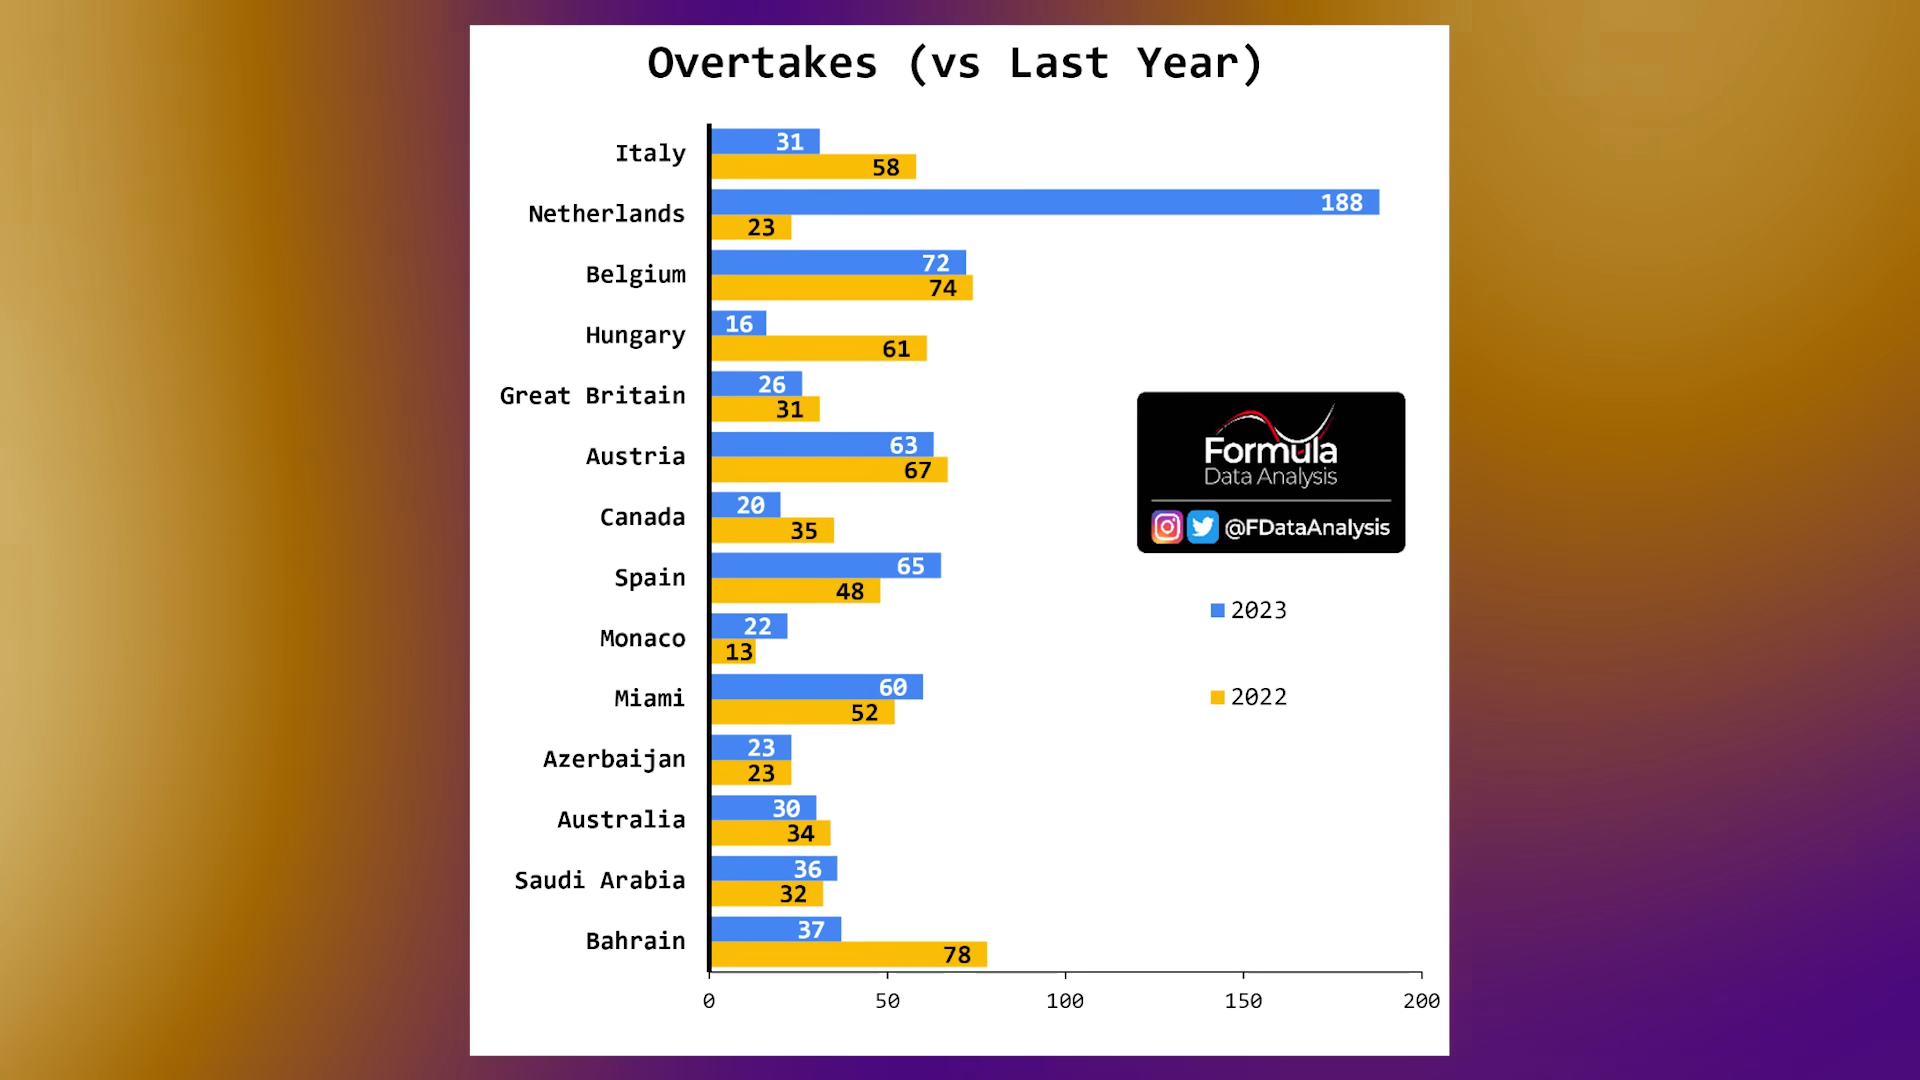 Overtakes (vs Last Year)
Italy
31
58
Netherlands
188
23
Belgium
72
74
Hungary
16
61
Great Britain
26
31
Austria
63
67
Canada
20
35
Spain
65
48
Monaco
22
13
Miami
60
52
Azerbaijan
23
23
Australia
30
34
Saudi Arabia
36
32
Bahrain
37
78
0 50 100 150 200
Formula
Data Analysis
@FDataAnalysis
2023
2022